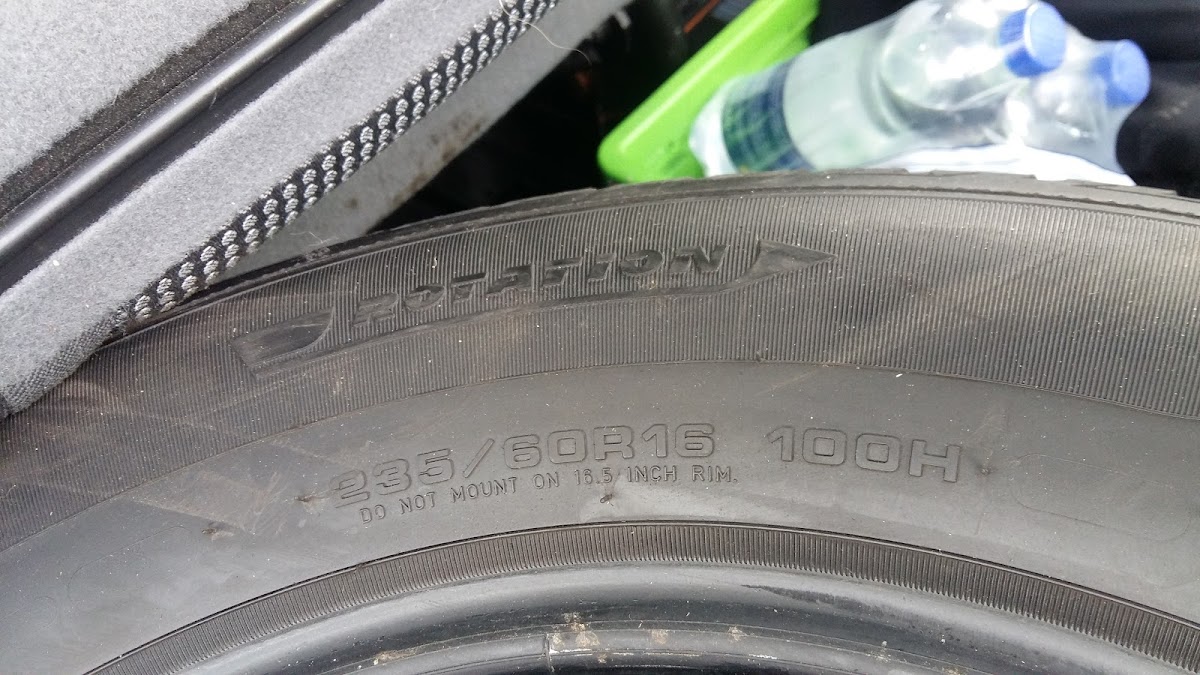 ROTATION
235/60R16 100H
DO NOT MOUNT ON 16.5 INCH RIM.